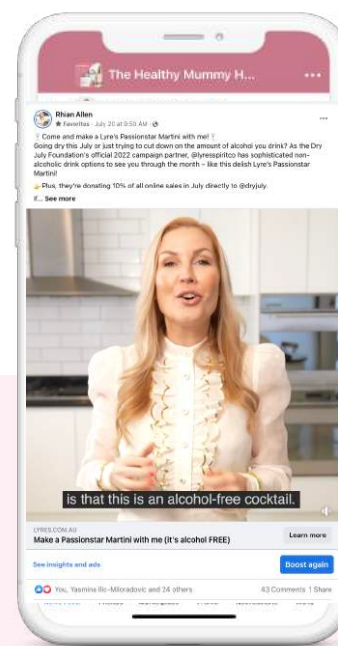 The Healthy Mummy H...
Rhian Allen
Favorites · July 20 at 9:50 AM ·
Come and make a Lyre's Passionstar Martini with me!
Going dry this July or just trying to cut down on the amount of alcohol you drink? As the Dry
July Foundation's official 2022 campaign partner, @lyresspiritco has sophisticated non-
alcoholic drink options to see you through the month – like this delish Lyre's Passionstar
Martini!
Plus, they're donating 10% of all online sales in July directly to @dryjuly.
If... See more
is that this is an alcohol-free cocktail.
LYRES.COM.AU
Make a Passionstar Martini with me (it's alcohol FREE)
Learn more
See insights and ads
Boost again
You, Yasmina Ilic-Miloradovic and 24 others
43 Comments 1 Share